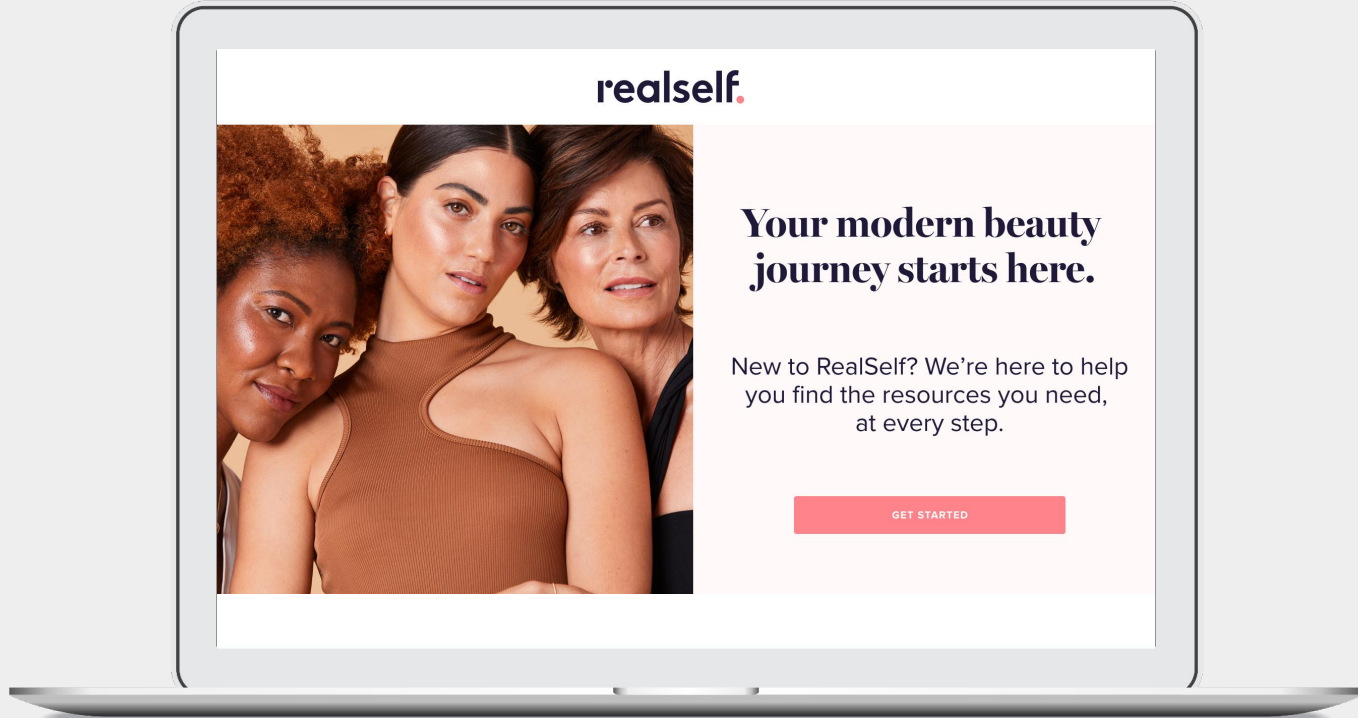 realself.
Your modern beauty
journey starts here.
New to RealSelf? We’re here to help
you find the resources you need,
at every step.
GET STARTED